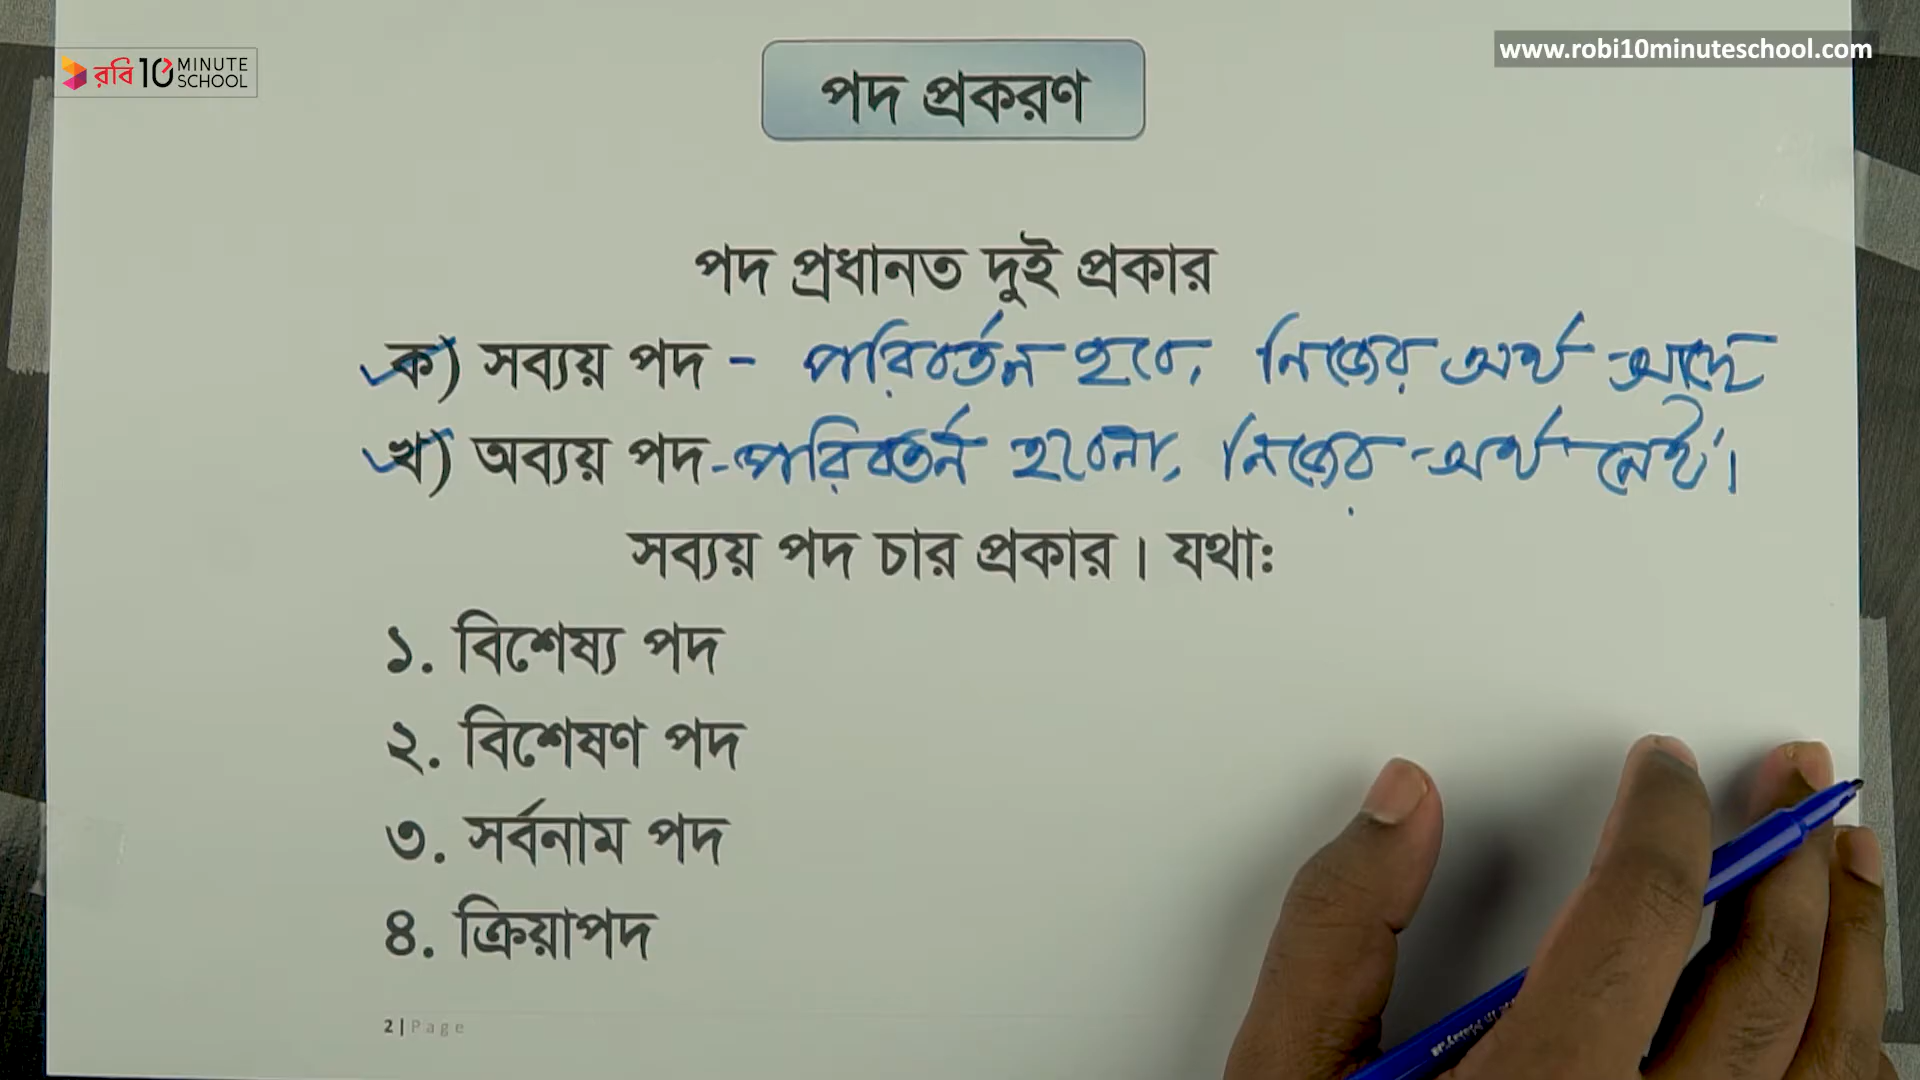 রবি 10 MINUTE SCHOOL
www.robi10minuteschool.com
পদ প্রকরণ
পদ প্রধানত দুই প্রকার
ক) সব্যয় পদ - পরিবর্তন হবে, নিজের অর্থ আছে
খ) অব্যয় পদ - পরিবর্তন হবেনা, নিজের অর্থ নেই।
সব্যয় পদ চার প্রকার। যথাঃ
১. বিশেষ্য পদ
২. বিশেষণ পদ
৩. সর্বনাম পদ
৪. ক্রিয়াপদ
2 | Page